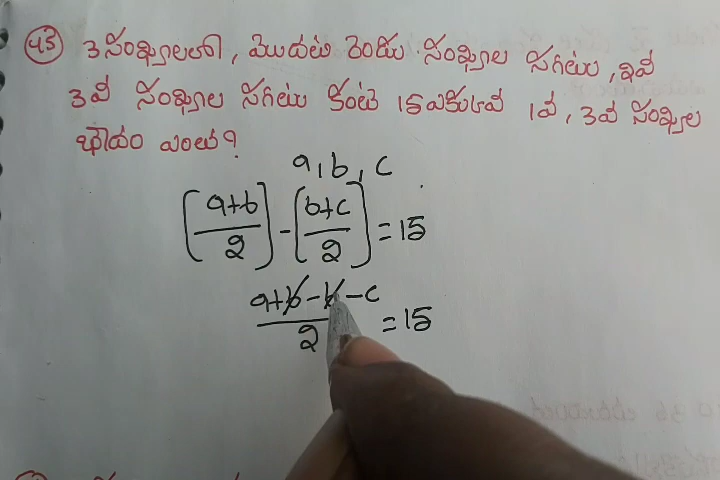 45 3 సంఖ్యలలో, మొదటి రెండు సంఖ్యల సగటు, 2వ
3వ సంఖ్యల సగటు కంటే 15 ఎక్కువ 1వ, 3వ సంఖ్యల
భేదం ఎంత?
a, b, c
[a+b/2] - [b+c/2] = 15
a+b-b-c/2 = 15